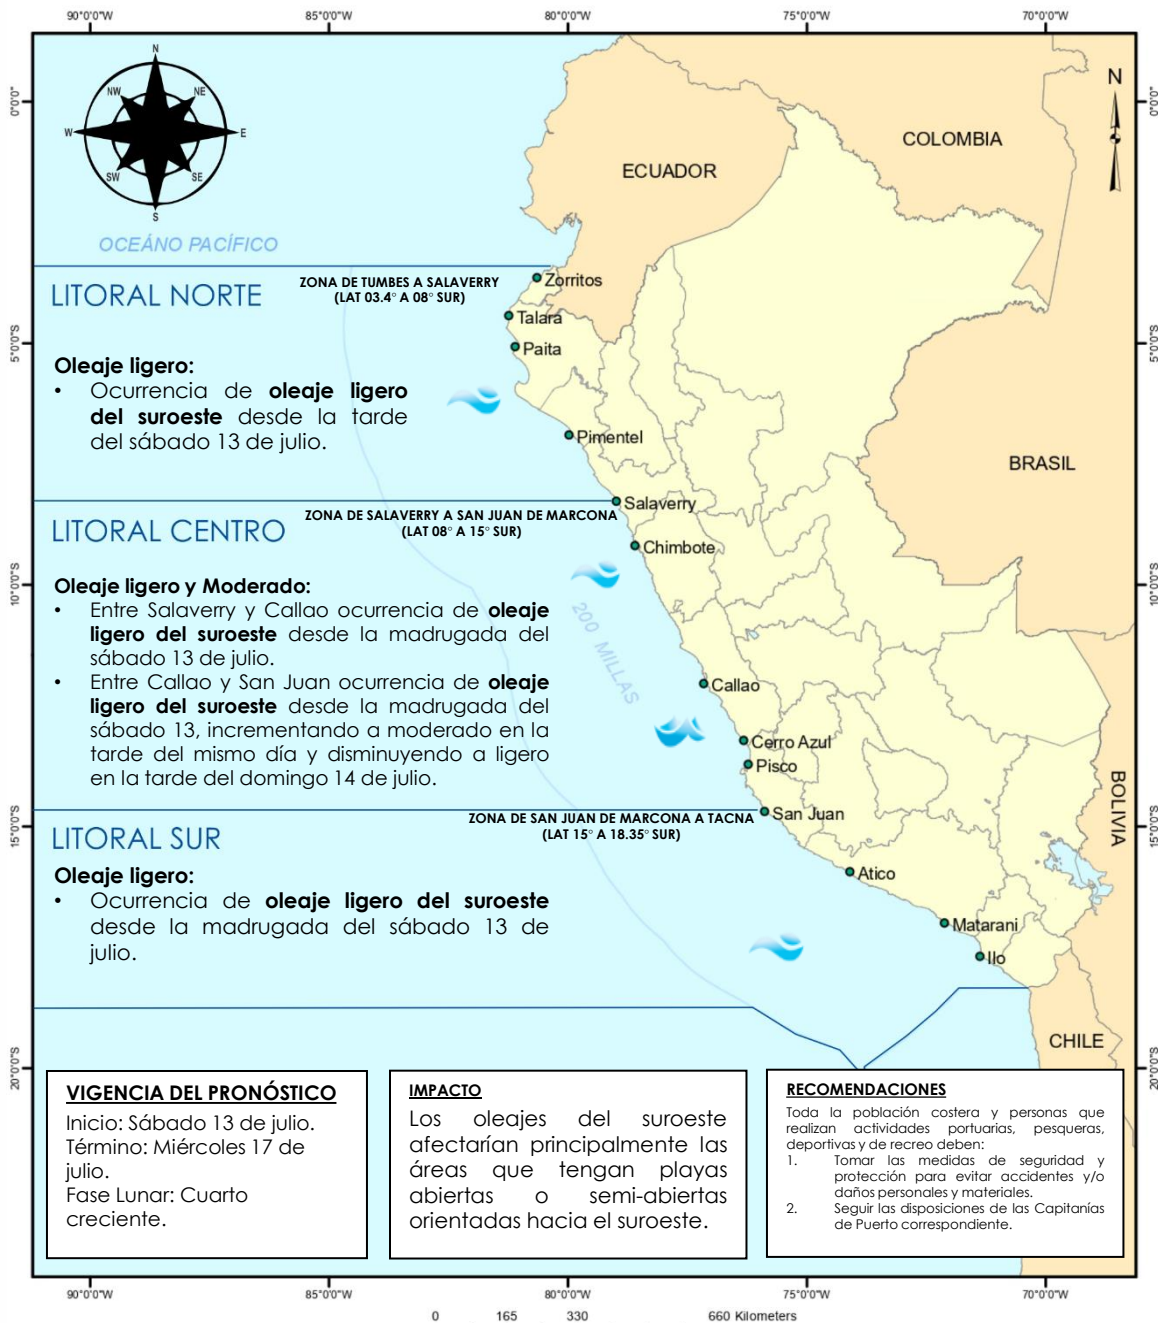 90°0'0"W 85°0'0"W 80°0'0"W 75°0'0"W 70°0'0"W
N
NW NE
W E
SW SE
S
N
0°0'0" 0°0'0"
COLOMBIA
ECUADOR
OCEÁNO PACÍFICO
LITORAL NORTE
ZONA DE TUMBES A SALAVERRY
(LAT 03.4° A 08° SUR)
Zorritos
Talara
Paita
5°0'0"S 5°0'0"S
Oleaje ligero:
• Ocurrencia de oleaje ligero
del suroeste desde la tarde
del sábado 13 de julio.
Pimentel
BRASIL
Salaverry
LITORAL CENTRO
ZONA DE SALAVERRY A SAN JUAN DE MARCONA
(LAT 08° A 15° SUR)
Chimbote
10°0'0"S 10°0'0"S
Oleaje ligero y Moderado:
• Entre Salaverry y Callao ocurrencia de oleaje
ligero del suroeste desde la madrugada del
sábado 13 de julio.
• Entre Callao y San Juan ocurrencia de oleaje
ligero del suroeste desde la madrugada del
sábado 13, incrementando a moderado en la
tarde del mismo día y disminuyendo a ligero
en la tarde del domingo 14 de julio.
200 MILLAS
Callao
Cerro Azul
Pisco
BOLIVIA
San Juan
15°0'0"S 15°0'0"S
LITORAL SUR
ZONA DE SAN JUAN DE MARCONA A TACNA
(LAT 15° A 18.35° SUR)
Oleaje ligero:
• Ocurrencia de oleaje ligero del suroeste
desde la madrugada del sábado 13 de
julio.
Atico
Matarani
Ilo
CHILE
20°0'0"S 20°0'0"S
VIGENCIA DEL PRONÓSTICO
Inicio: Sábado 13 de julio.
Término: Miércoles 17 de
julio.
Fase Lunar: Cuarto
creciente.
IMPACTO
Los oleajes del suroeste
afectarían principalmente las
áreas que tengan playas
abiertas o semi-abiertas
orientadas hacia el suroeste.
RECOMENDACIONES
Toda la población costera y personas que
realizan actividades portuarias, pesqueras,
deportivas y de recreo deben:
1. Tomar las medidas de seguridad y
protección para evitar accidentes y/o
daños personales y materiales.
2. Seguir las disposiciones de las Capitanías
de Puerto correspondiente.
90°0'0"W 85°0'0"W 80°0'0"W 75°0'0"W 70°0'0"W
0 165 330 660 Kilometers